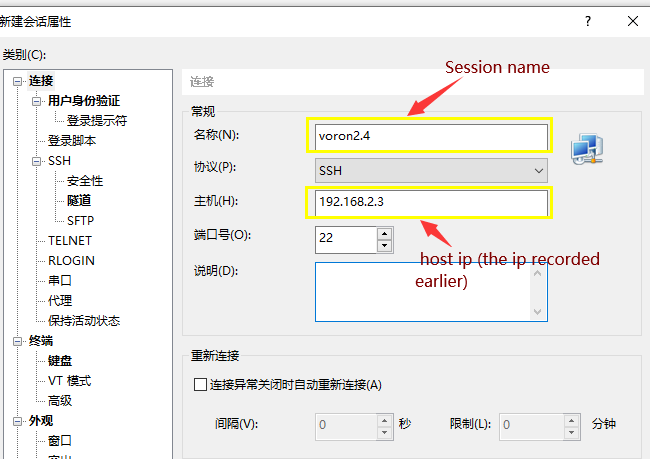 新建会话属性
?
类别(C):
连接
用户身份验证
登录提示符
登录脚本
SSH
安全性
隧道
SFTP
TELNET
RLOGIN
串口
代理
保持活动状态
终端
键盘
VT 模式
高级
外观
窗口
连接
Session name
常规
名称(N):
voron2.4
协议(P):
SSH
主机(H):
192.168.2.3
端口号(O):
22
host ip (the ip recorded
earlier)
说明(D):
重新连接
连接异常关闭时自动重新连接(A)
间隔(V): 0 秒 限制(L): 0 分钟